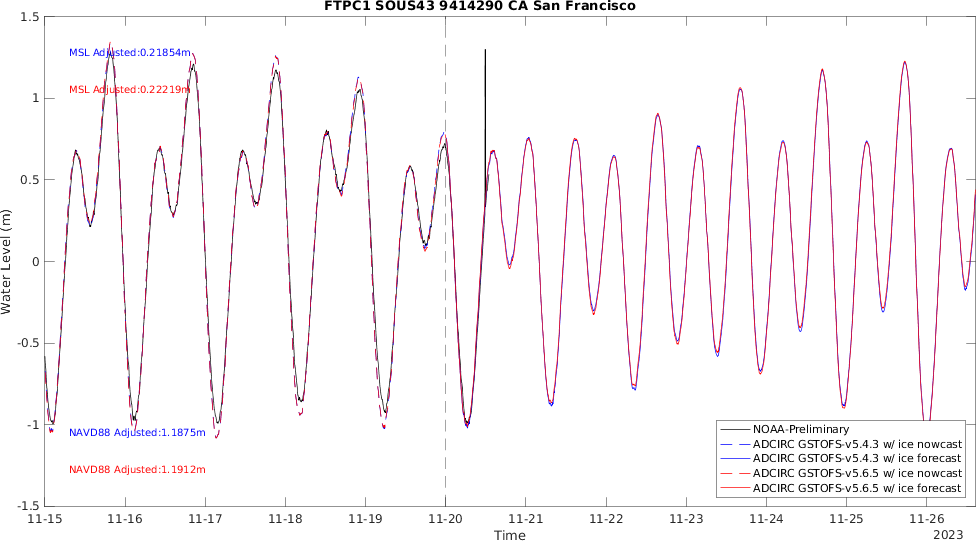 FTPC1 SOUS43 9414290 CA San Francisco
1.5
1
0.5
0
-0.5
-1
-1.5
Water Level (m)
MSL Adjusted:0.21854m
MSL Adjusted:0.22219m
NAVD88 Adjusted:1.1875m
NAVD88 Adjusted:1.1912m
NOAA-Preliminary
ADCIRC GSTOFS-v5.4.3 w/ ice nowcast
ADCIRC GSTOFS-v5.4.3 w/ ice forecast
ADCIRC GSTOFS-v5.6.5 w/ ice nowcast
ADCIRC GSTOFS-v5.6.5 w/ ice forecast
11-15 11-16 11-17 11-18 11-19 11-20 11-21 11-22 11-23 11-24 11-25 11-26
Time
2023